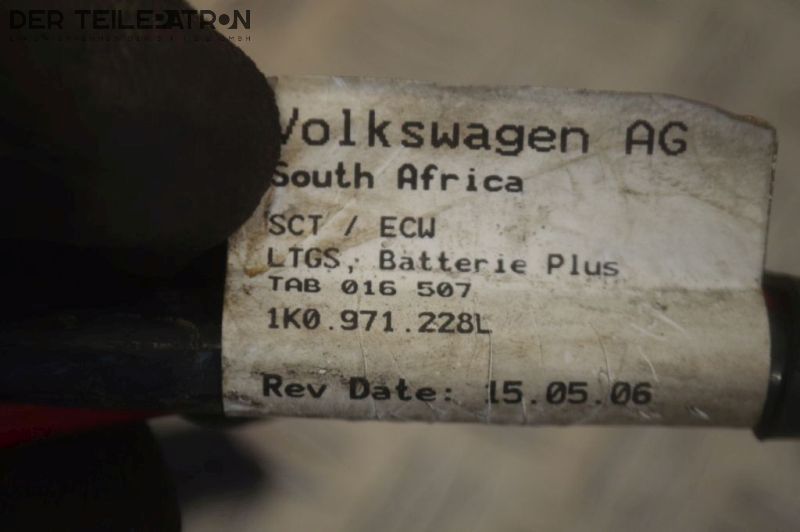 DER TEILEPATRON
Volkswagen AG
South Africa
SCT / ECW
LTGS, Batterie Plus
TAB 016 507
1K0.971.228L
Rev Date: 15.05.06